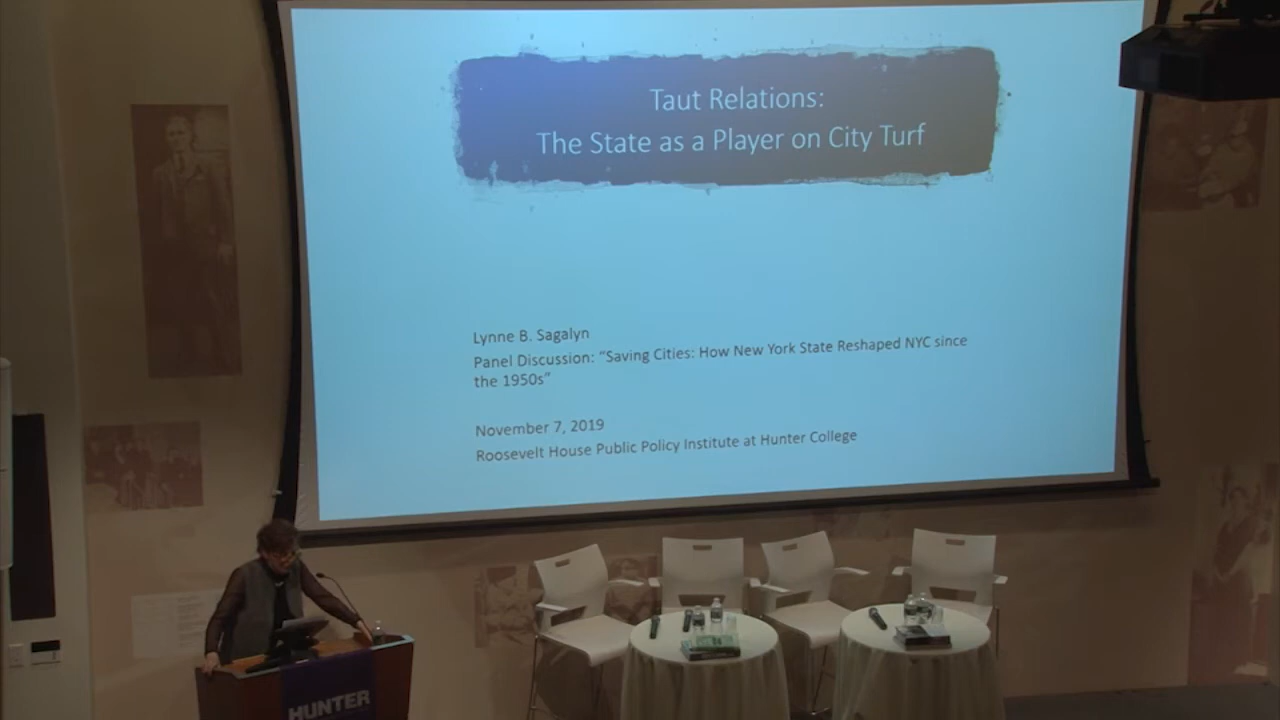 Taut Relations:
The State as a Player on City Turf
Lynne B. Sagalyn
Panel Discussion: “Saving Cities: How New York State Reshaped NYC since
the 1950s”
November 7, 2019
Roosevelt House Public Policy Institute at Hunter College
HUNTER